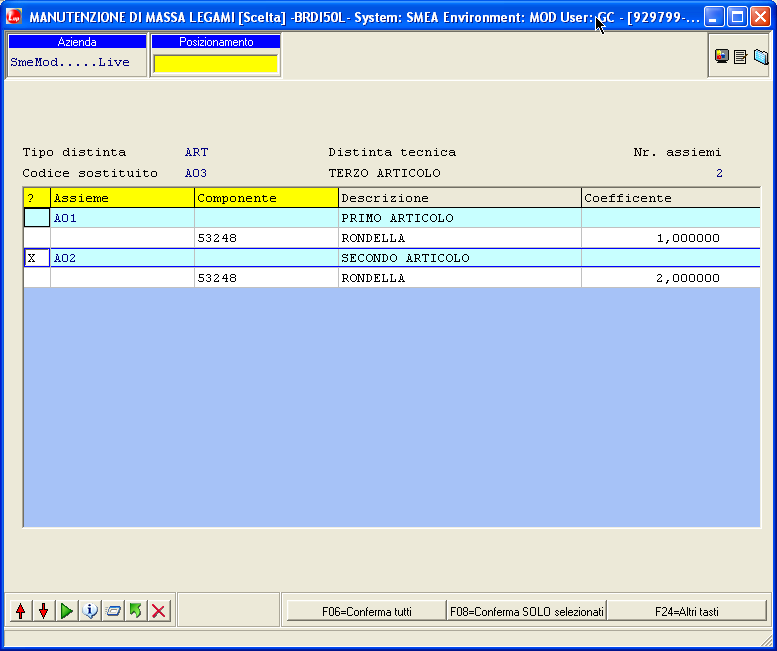 MANUTENZIONE DI MASSA LEGAMI [Scelta] -BRDI50L- System: SMEA Environment: MOD User: GC - [929799-...
Azienda Posizionamento
SmeMod.....Live
Tipo distinta ART Distinta tecnica Nr. assiemi
Codice sostituito A03 TERZO ARTICOLO 2
? Assieme Componente Descrizione Coefficente
A01 PRIMO ARTICOLO
53248 RONDELLA 1,000000
X A02 SECONDO ARTICOLO
53248 RONDELLA 2,000000
F06=Conferma tutti F08=Conferma SOLO selezionati F24=Altri tasti